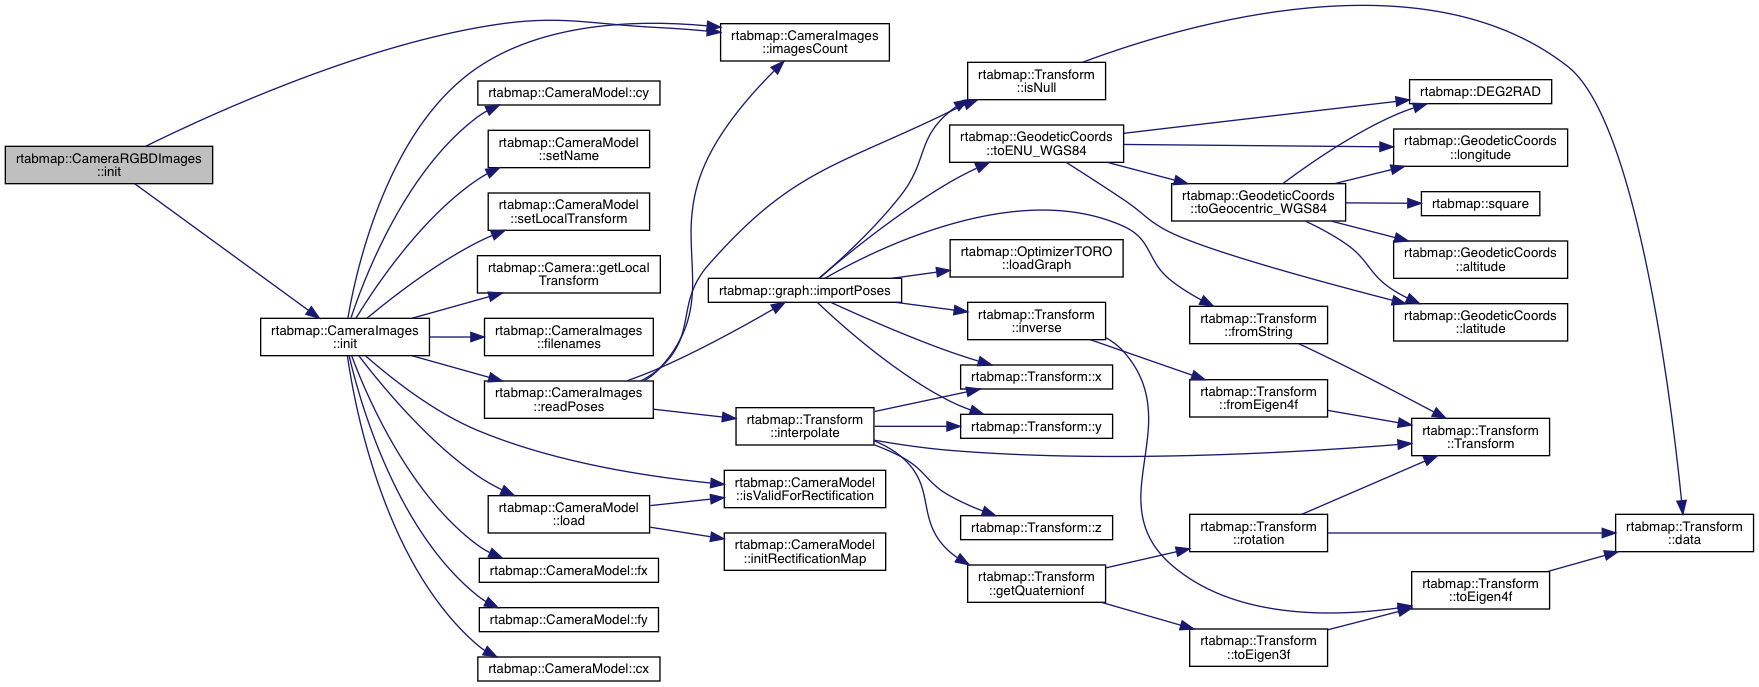 rtabmap::CameraRGBDImages
::init
rtabmap::CameraImages
::init
rtabmap::CameraImages
::imagesCount
rtabmap::CameraModel::cy
rtabmap::CameraModel
::setName
rtabmap::CameraModel
::setLocalTransform
rtabmap::Camera::getLocal
Transform
rtabmap::CameraImages
::filenames
rtabmap::CameraImages
::readPoses
rtabmap::CameraModel
::load
rtabmap::CameraModel::fx
rtabmap::CameraModel::fy
rtabmap::CameraModel::cx
rtabmap::graph::importPoses
rtabmap::Transform
::interpolate
rtabmap::CameraModel
::isValidForRectification
rtabmap::CameraModel
::initRectificationMap
rtabmap::Transform
::isNull
rtabmap::GeodeticCoords
::toENU_WGS84
rtabmap::OptimizerTORO
::loadGraph
rtabmap::Transform
::inverse
rtabmap::Transform::x
rtabmap::Transform::y
rtabmap::Transform::z
rtabmap::Transform
::getQuaternionf
rtabmap::GeodeticCoords
::toGeocentric_WGS84
rtabmap::Transform
::fromString
rtabmap::Transform
::fromEigen4f
rtabmap::Transform
::rotation
rtabmap::Transform
::toEigen3f
rtabmap::DEG2RAD
rtabmap::GeodeticCoords
::longitude
rtabmap::square
rtabmap::GeodeticCoords
::altitude
rtabmap::GeodeticCoords
::latitude
rtabmap::Transform
::Transform
rtabmap::Transform
::toEigen4f
rtabmap::Transform
::data